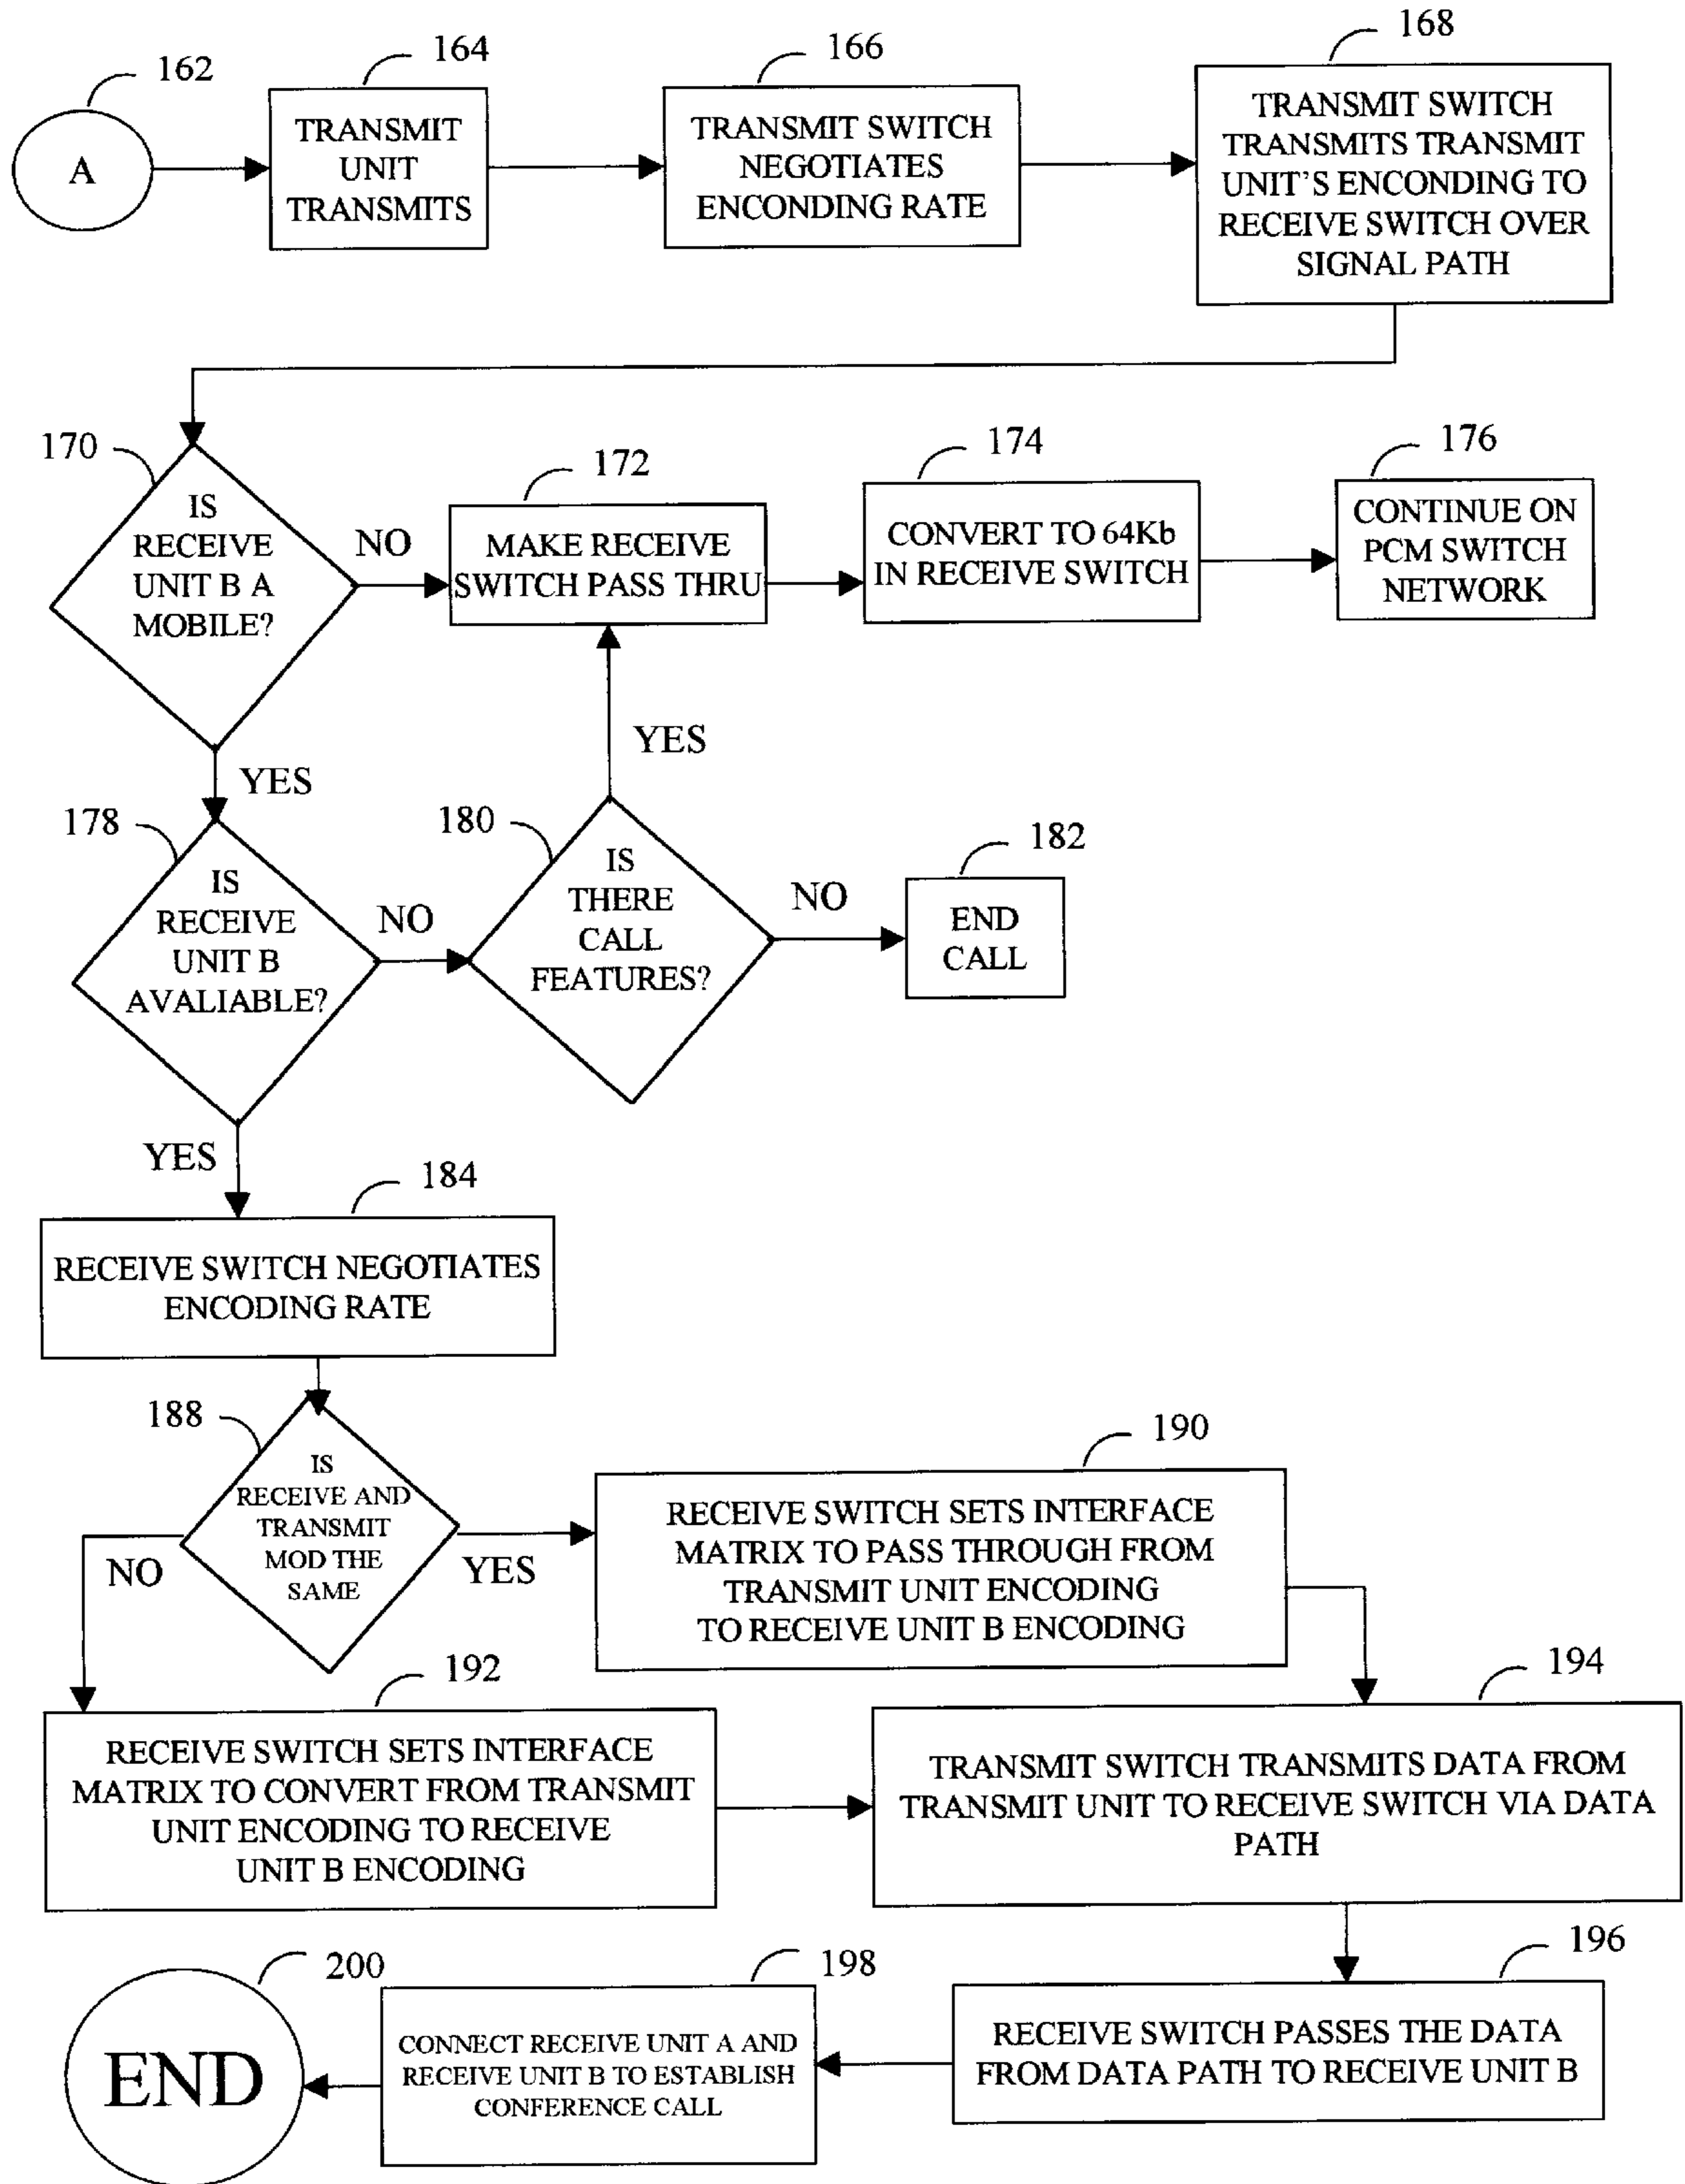 162
A
164
TRANSMIT
UNIT
TRANSMITS
166
TRANSMIT SWITCH
NEGOTIATES
ENCONDING RATE
168
TRANSMIT SWITCH
TRANSMITS TRANSMIT
UNIT'S ENCONDING TO
RECEIVE SWITCH OVER
SIGNAL PATH
170
IS
RECEIVE
UNIT B A
MOBILE?
NO
172
MAKE RECEIVE
SWITCH PASS THRU
174
CONVERT TO 64Kb
IN RECEIVE SWITCH
176
CONTINUE ON
PCM SWITCH
NETWORK
YES
YES
178
IS
RECEIVE
UNIT B
AVALIABLE?
NO
180
IS
THERE
CALL
FEATURES?
NO
182
END
CALL
YES
184
RECEIVE SWITCH NEGOTIATES
ENCODING RATE
188
IS
RECEIVE AND
TRANSMIT
MOD THE
SAME
NO
YES
190
RECEIVE SWITCH SETS INTERFACE
MATRIX TO PASS THROUGH FROM
TRANSMIT UNIT ENCODING
TO RECEIVE UNIT B ENCODING
192
RECEIVE SWITCH SETS INTERFACE
MATRIX TO CONVERT FROM TRANSMIT
UNIT ENCODING TO RECEIVE
UNIT B ENCODING
194
TRANSMIT SWITCH TRANSMITS DATA FROM
TRANSMIT UNIT TO RECEIVE SWITCH VIA DATA
PATH
196
RECEIVE SWITCH PASSES THE DATA
FROM DATA PATH TO RECEIVE UNIT B
198
CONNECT RECEIVE UNIT A AND
RECEIVE UNIT B TO ESTABLISH
CONFERENCE CALL
200
END